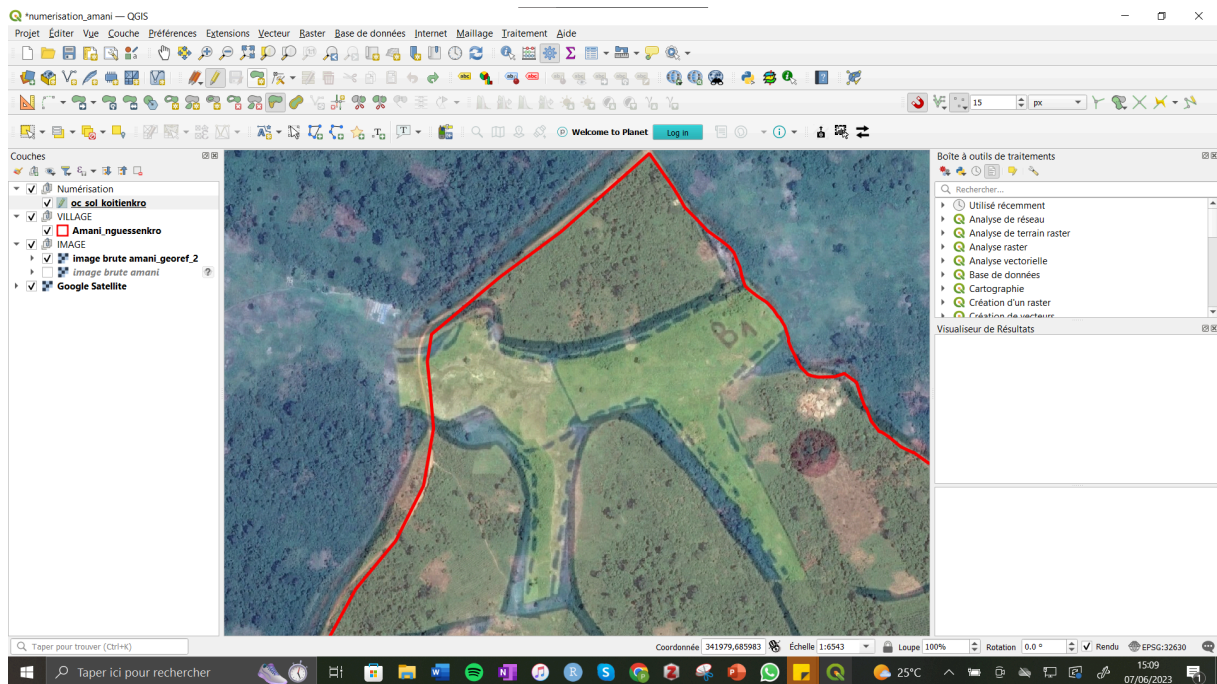 *numerisation_amani — QGIS
Projet Éditer Vue Couche Préférences Extensions Vecteur Raster Base de données Internet Maillage Traitement Aide
15 px
Welcome to Planet Log in
Couches
Numérisation
oc_sol_koitienkro
VILLAGE
Amani_nguessenkro
IMAGE
image brute amani_georef_2
image brute amani ?
Google Satellite
Boîte à outils de traitements
Rechercher...
Utilisé récemment
Analyse de réseau
Analyse de terrain raster
Analyse raster
Analyse vectorielle
Base de données
Cartographie
Création d'un raster
Création de vecteurs
Visualiseur de Résultats
Taper pour trouver (Ctrl+K)
Coordonnée 341979,685983 Échelle 1:6543 Loupe 100% Rotation 0.0 ° Rendu EPSG:32630
Taper ici pour rechercher
25°C
15:09
07/06/2023